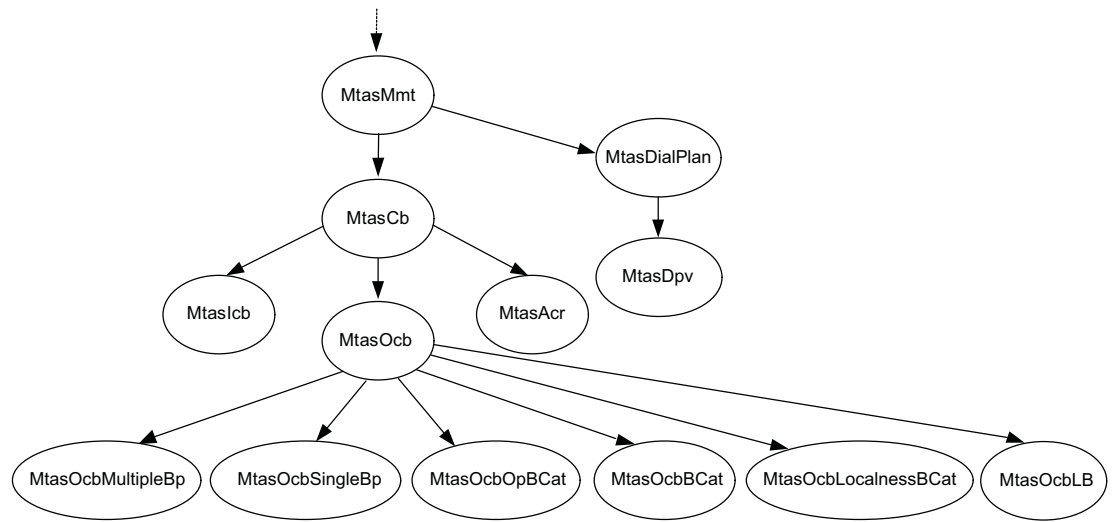 MtasMmt
MtasDialPlan
MtasCb
MtasDpv
MtasIcb
MtasAcr
MtasOcb
MtasOcbMultipleBp
MtasOcbSingleBp
MtasOcbOpBCat
MtasOcbBCat
MtasOcbLocalnessBCat
MtasOcbLB